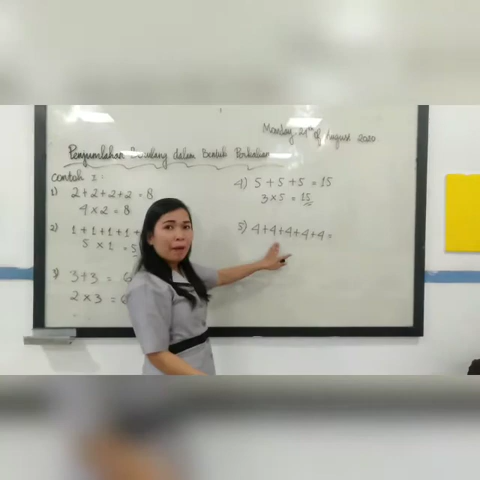 Monday, 24th of August 2020
Penjumlahan Berulang dalam Bentuk Perkalian
Contoh :
1) 2+2+2+2 = 8
4 x 2 = 8
2) 1+1+1+1+
5 x 1 = 5
3) 3+3 = 6
2 x 3 =
4) 5 + 5 + 5 = 15
3 x 5 = 15
5) 4+4+4+4+4 =